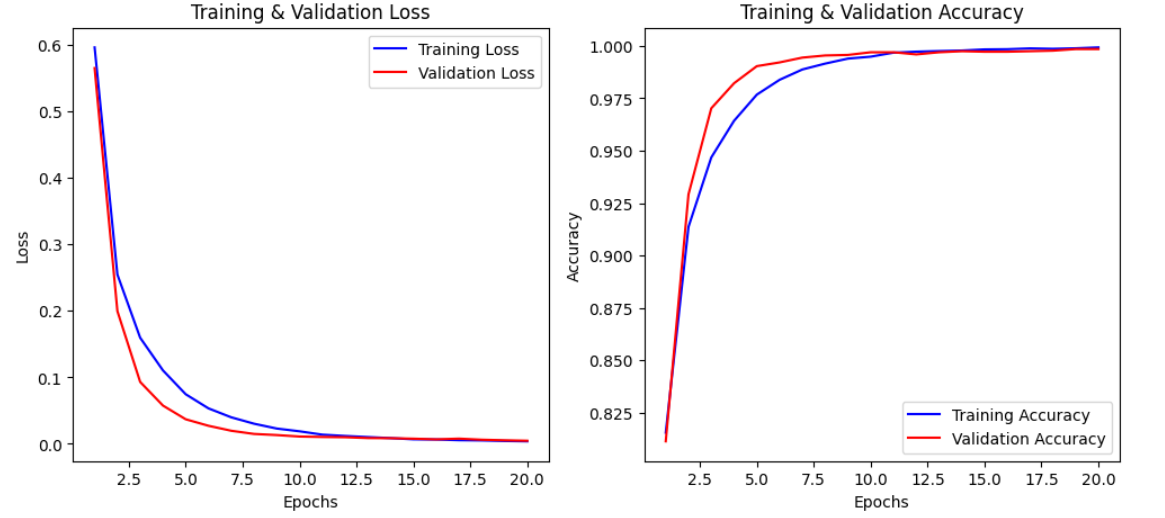 Training & Validation Loss
0.6
0.5
0.4
0.3
0.2
0.1
0.0
Loss
Training Loss
Validation Loss
2.5 5.0 7.5 10.0 12.5 15.0 17.5 20.0
Epochs
Training & Validation Accuracy
1.000
0.975
0.950
0.925
0.900
0.875
0.850
0.825
Accuracy
Training Accuracy
Validation Accuracy
2.5 5.0 7.5 10.0 12.5 15.0 17.5 20.0
Epochs